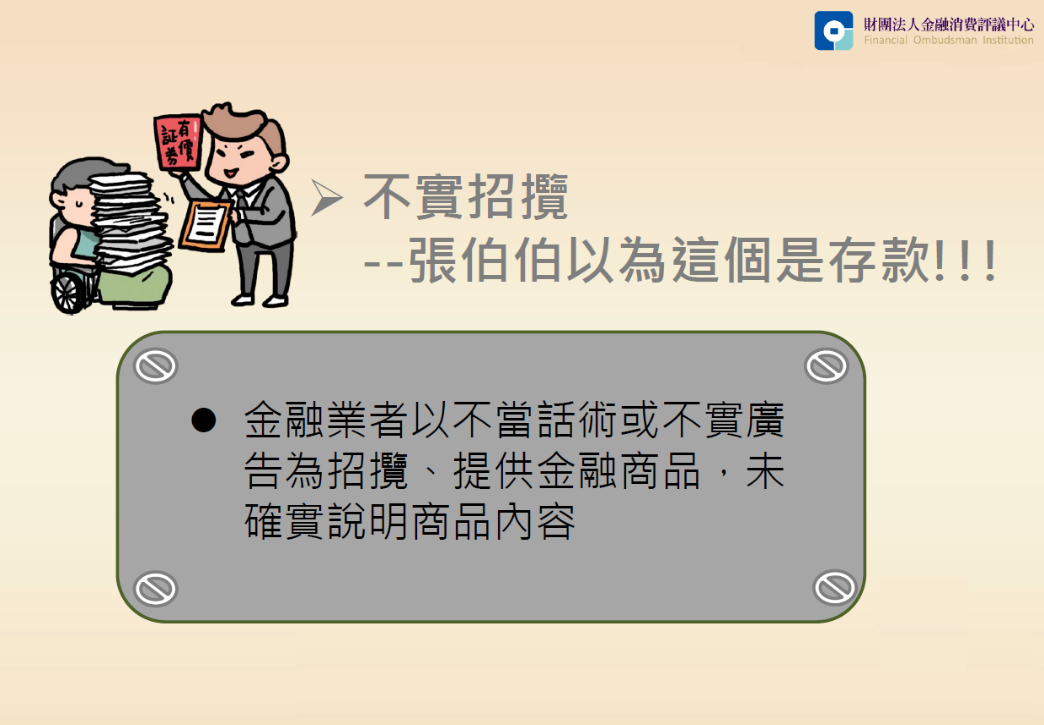 財團法人金融消費評議中心
Financial Ombudsman Institution
有價
証券
➢ 不實招攬
--張伯伯以為這個是存款!!!
● 金融業者以不當話術或不實廣
告為招攬、提供金融商品，未
確實說明商品內容